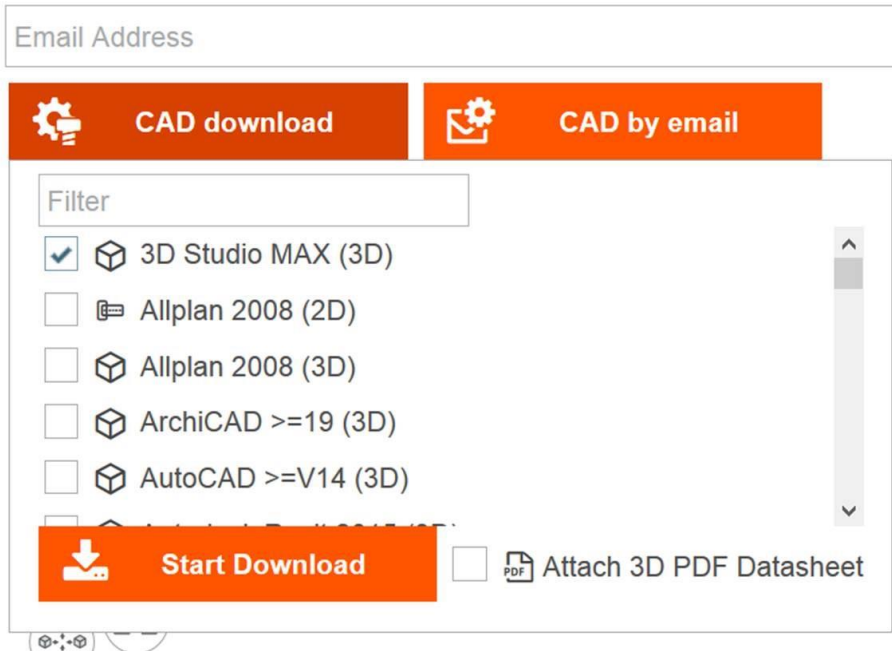 Email Address
CAD download
CAD by email
Filter
3D Studio MAX (3D)
Allplan 2008 (2D)
Allplan 2008 (3D)
ArchiCAD >=19 (3D)
AutoCAD >=V14 (3D)
Start Download
PDF Attach 3D PDF Datasheet